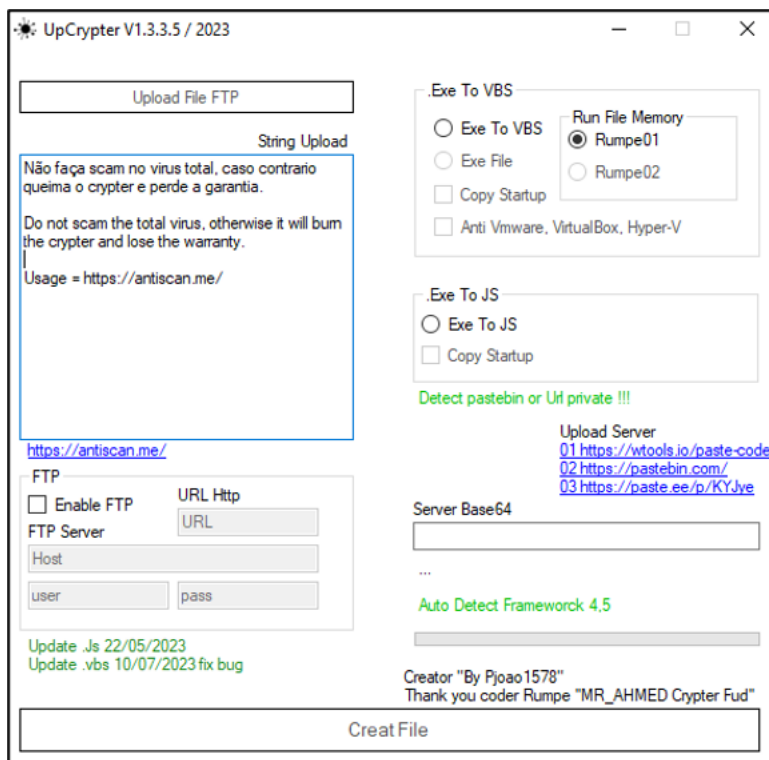 UpCrypter V1.3.3.5 / 2023
Upload File FTP
String Upload
Não faça scam no virus total, caso contrario
queima o crypter e perde a garantia.
Do not scam the total virus, otherwise it will burn
the crypter and lose the warranty.
Usage = https://antiscan.me/
https://antiscan.me/
FTP
Enable FTP
URL Http
URL
FTP Server
Host
user
pass
Update .Js 22/05/2023
Update .vbs 10/07/2023 fix bug
.Exe To VBS
Exe To VBS
Exe File
Copy Startup
Anti Vmware, VirtualBox, Hyper-V
Run File Memory
Rumpe01
Rumpe02
.Exe To JS
Exe To JS
Copy Startup
Detect pastebin or Url private !!!
Upload Server
01 https://wtools.io/paste-code
02 https://pastebin.com/
03 https://paste.ee/p/KYJye
Server Base64
...
Auto Detect Frameworck 4,5
Creator "By Pjoao1578"
Thank you coder Rumpe "MR_AHMED Crypter Fud"
Creat File